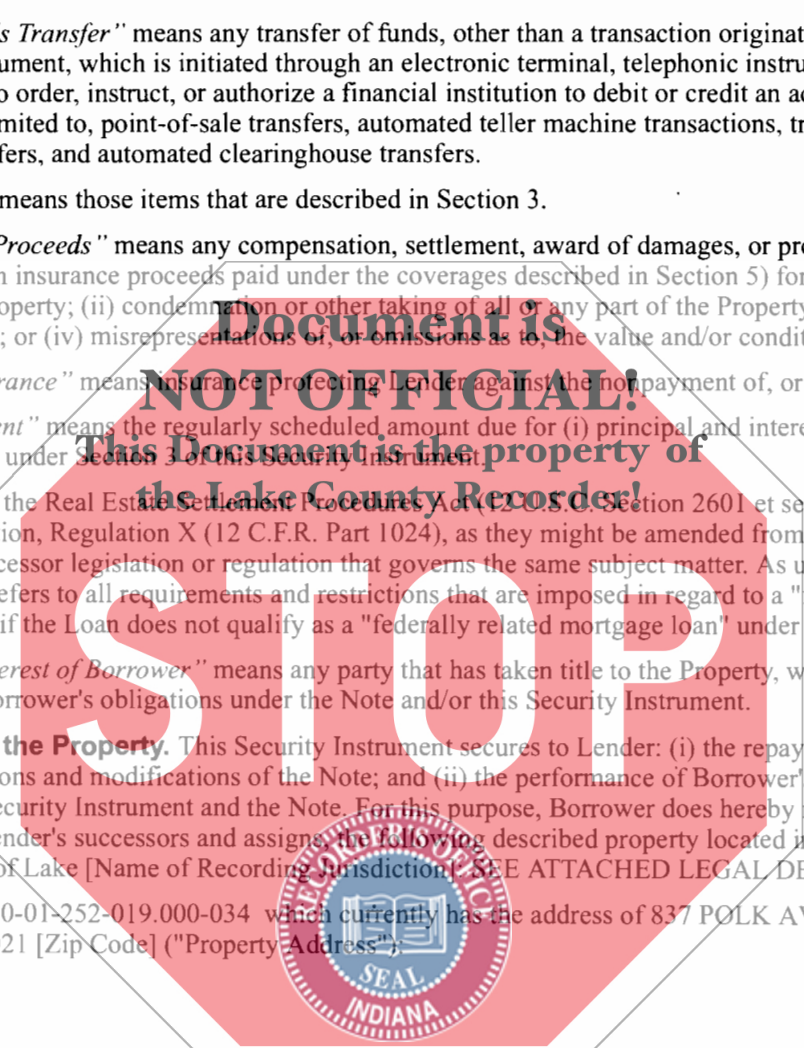 s Transfer" means any transfer of funds, other than a transaction originat
ument, which is initiated through an electronic terminal, telephonic instru
o order, instruct, or authorize a financial institution to debit or credit an ac
mited to, point-of-sale transfers, automated teller machine transactions, tr
fers, and automated clearinghouse transfers.
means those items that are described in Section 3.
Proceeds" means any compensation, settlement, award of damages, or pro
n insurance proceeds paid under the coverages described in Section 5) for
operty; (ii) condemnation or other taking of all or any part of the Property
; or (iv) misrepresentations of, or omissions as to, the value and/or condit
Document is
rance" means insurance protecting Lender against the nonpayment of, or
NOT OFFICIAL!
ent" means the regularly scheduled amount due for (i) principal and intere
under Section 3 of this Security Instrument
This Document is the property of
the Lake County Recorder!
the Real Estate Settlement Procedures Act (12 U.S.C. Section 2601 et se
ion, Regulation X (12 C.F.R. Part 1024), as they might be amended from
cessor legislation or regulation that governs the same subject matter. As u
efers to all requirements and restrictions that are imposed in regard to a "
if the Loan does not qualify as a "federally related mortgage loan" under
STOP
erest of Borrower" means any party that has taken title to the Property, w
orrower's obligations under the Note and/or this Security Instrument.
the Property. This Security Instrument secures to Lender: (i) the repay
ons and modifications of the Note; and (ii) the performance of Borrower'
ecurity Instrument and the Note. For this purpose, Borrower does hereby
ender's successors and assigns, the following described property located i
of Lake [Name of Recording Jurisdiction]: SEE ATTACHED LEGAL DE
0-01-252-019.000-034 which currently has the address of 837 POLK AV
21 [Zip Code] ("Property Address"):
SEAL
INDIANA